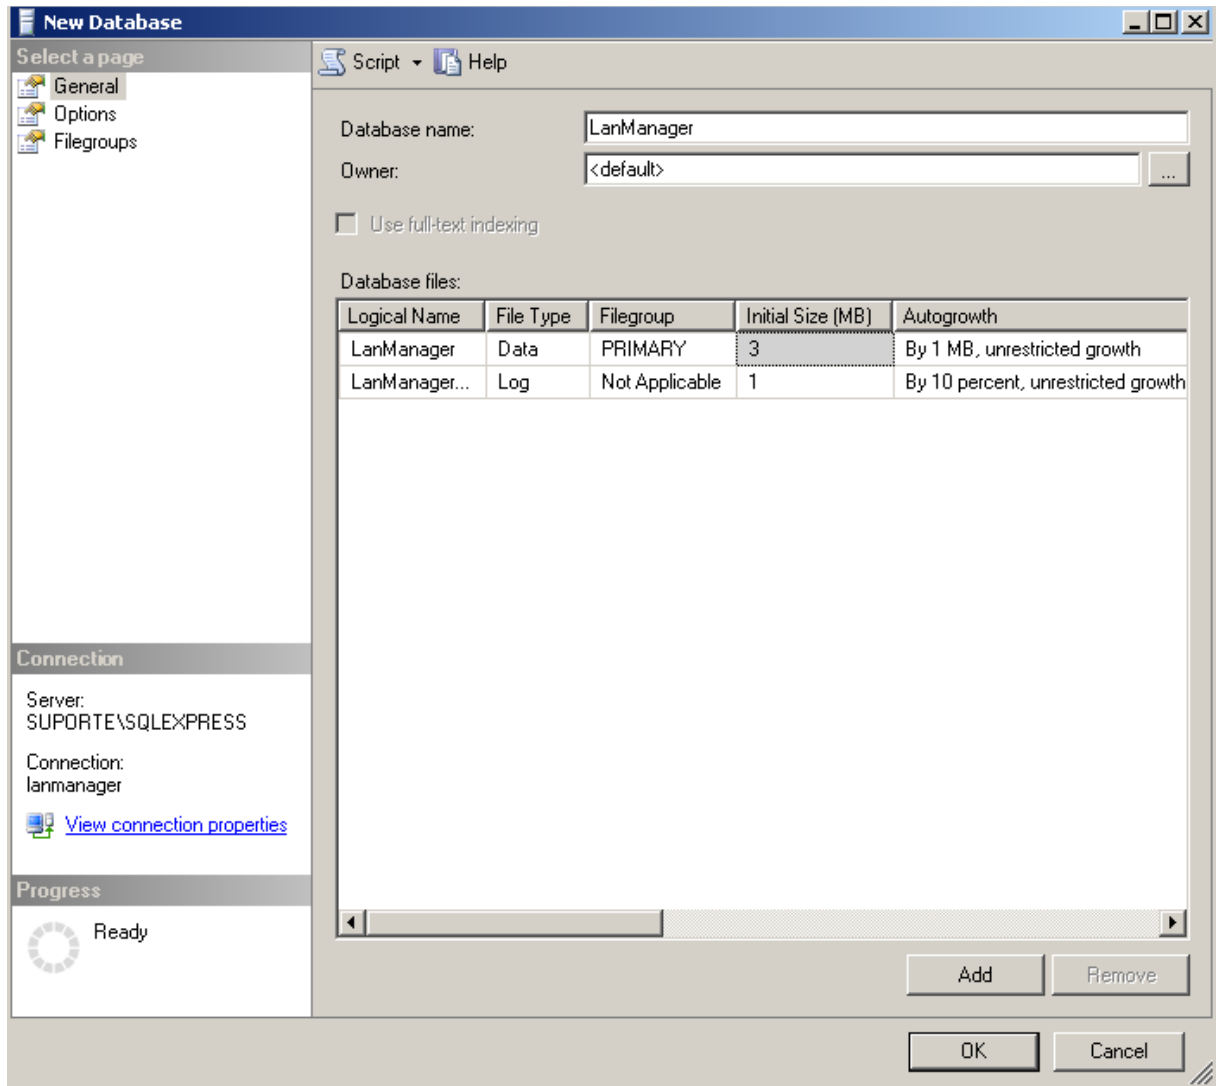 New Database
Select a page
General
Options
Filegroups
Script Help
Database name: LanManager
Owner: <default> ...
Use full-text indexing
Database files:
Logical Name File Type Filegroup Initial Size (MB) Autogrowth
LanManager Data PRIMARY 3 By 1 MB, unrestricted growth
LanManager... Log Not Applicable 1 By 10 percent, unrestricted growth
Connection
Server:
SUPORTE\SQLEXPRESS
Connection:
lanmanager
View connection properties
Progress
Ready
Add Remove
OK Cancel